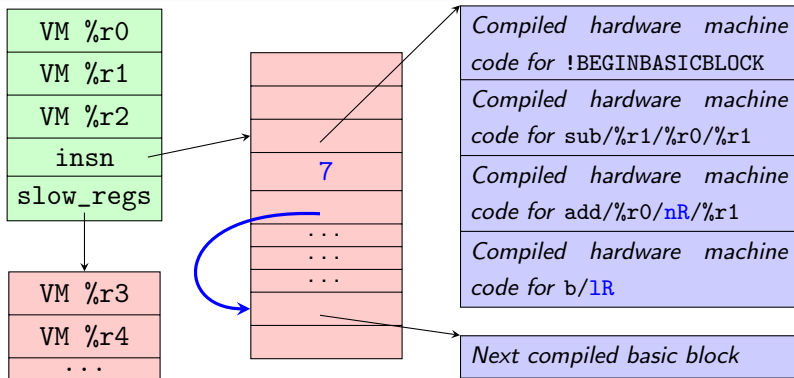 VM %r0
VM %r1
VM %r2
insn
slow_regs
VM %r3
VM %r4
...
7
...
...
...
Compiled hardware machine
code for !BEGINBASICBLOCK
Compiled hardware machine
code for sub/%r1/%r0/%r1
Compiled hardware machine
code for add/%r0/nR/%r1
Compiled hardware machine
code for b/lR
Next compiled basic block